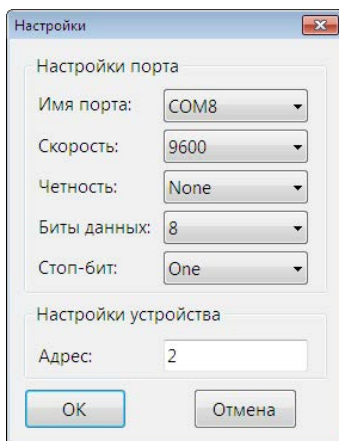 Настройки
Настройки порта
Имя порта: COM8
Скорость: 9600
Четность: None
Биты данных: 8
Стоп-бит: One
Настройки устройства
Адрес: 2
OK Отмена